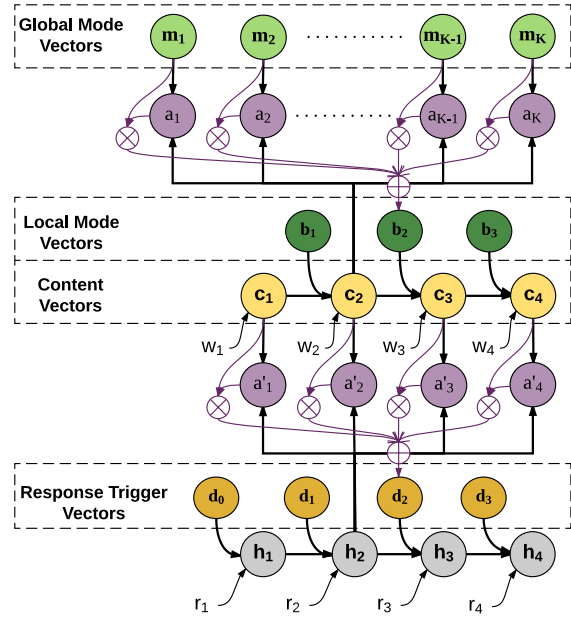 Global Mode
Vectors
m1 m2 .......... mK-1 mK
a1 a2 .......... aK-1 aK
Local Mode
Vectors
b1 b2 b3
Content
Vectors
c1 c2 c3 c4
w1 w2 w3 w4
a'1 a'2 a'3 a'4
Response Trigger
Vectors
d0 d1 d2 d3
h1 h2 h3 h4
r1 r2 r3 r4